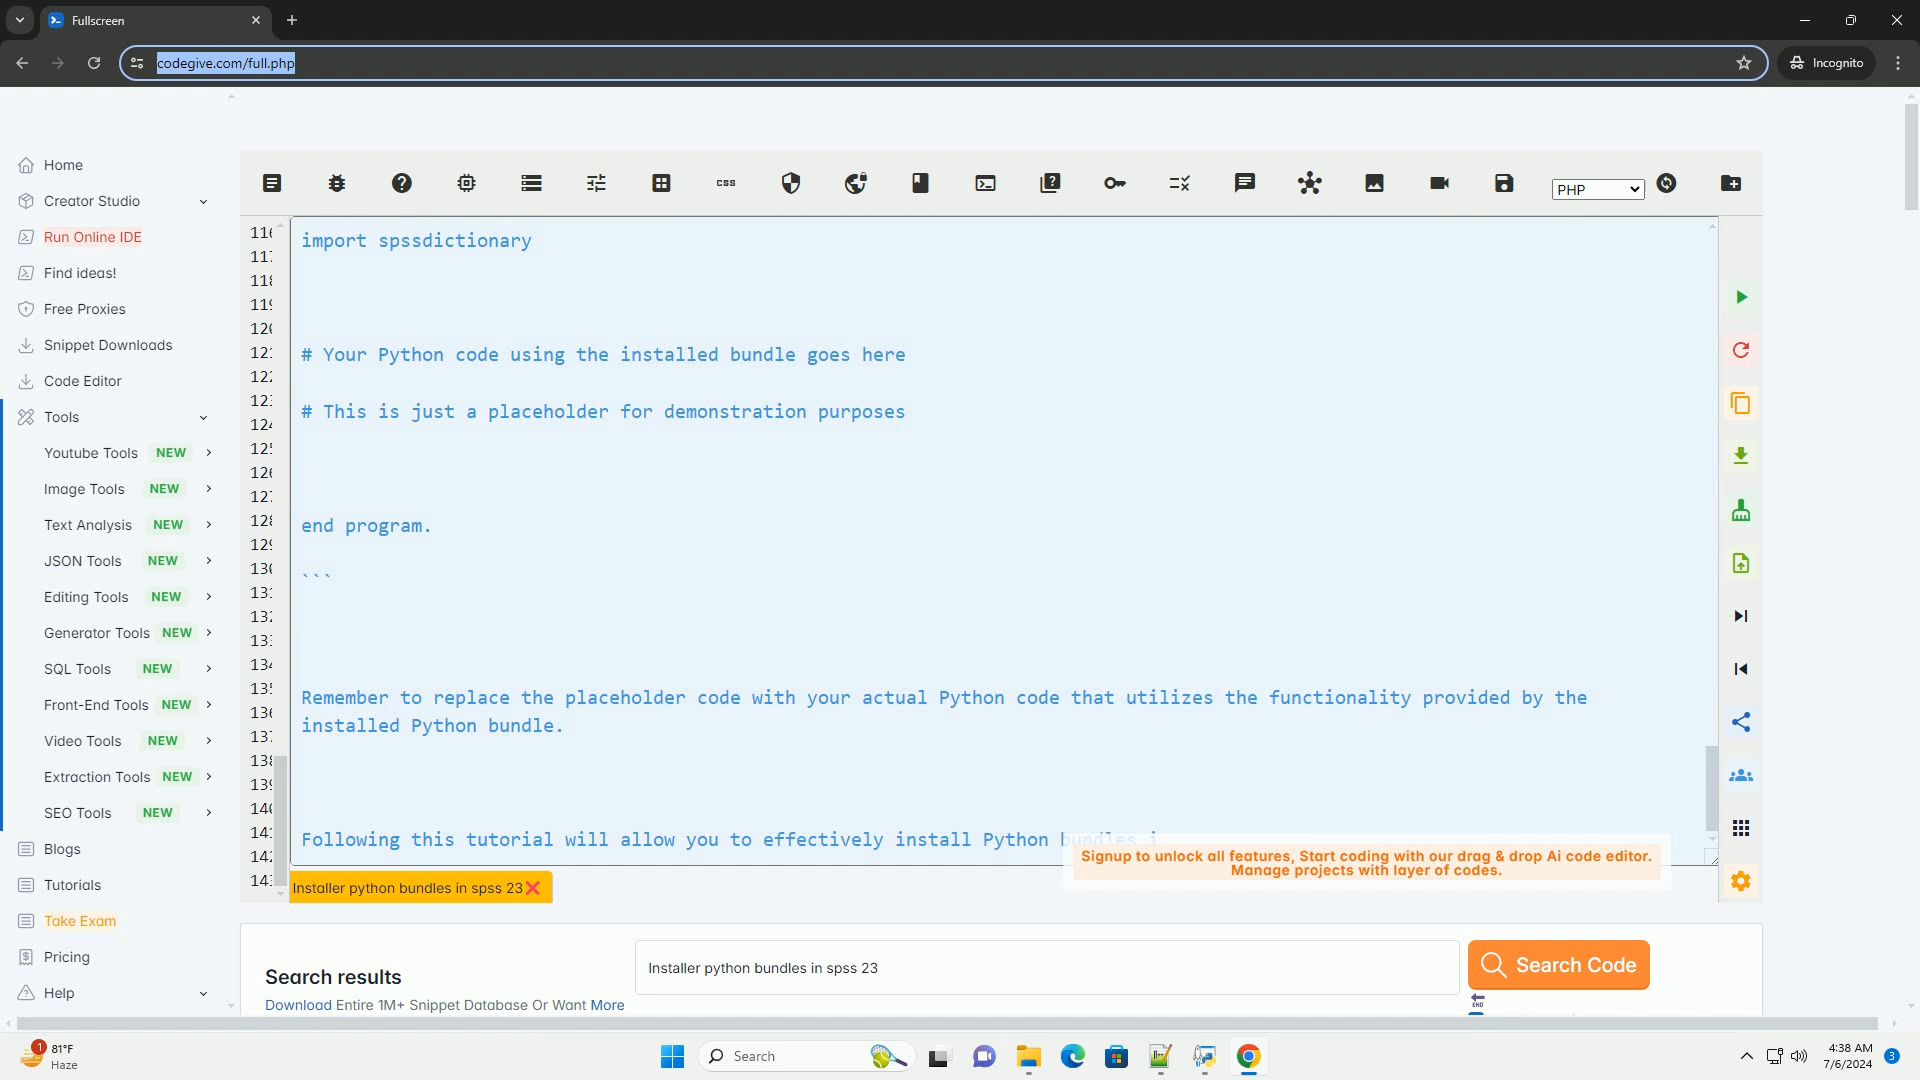 Fullscreen
codegive.com/full.php
Incognito
Home
Creator Studio
Run Online IDE
Find ideas!
Free Proxies
Snippet Downloads
Code Editor
Tools
Youtube Tools NEW
Image Tools NEW
Text Analysis NEW
JSON Tools NEW
Editing Tools NEW
Generator Tools NEW
SQL Tools NEW
Front-End Tools NEW
Video Tools NEW
Extraction Tools NEW
SEO Tools NEW
Blogs
Tutorials
Take Exam
Pricing
Help
css
PHP
import spssdictionary
# Your Python code using the installed bundle goes here
# This is just a placeholder for demonstration purposes
end program.
```
Remember to replace the placeholder code with your actual Python code that utilizes the functionality provided by the
installed Python bundle.
Following this tutorial will allow you to effectively install Python bundles i
Signup to unlock all features, Start coding with our drag & drop Ai code editor.
Manage projects with layer of codes.
Installer python bundles in spss 23
Search results
Download Entire 1M+ Snippet Database Or Want More
Installer python bundles in spss 23
Search Code
END
1
81°F
Haze
Search
4:38 AM
7/6/2024
3